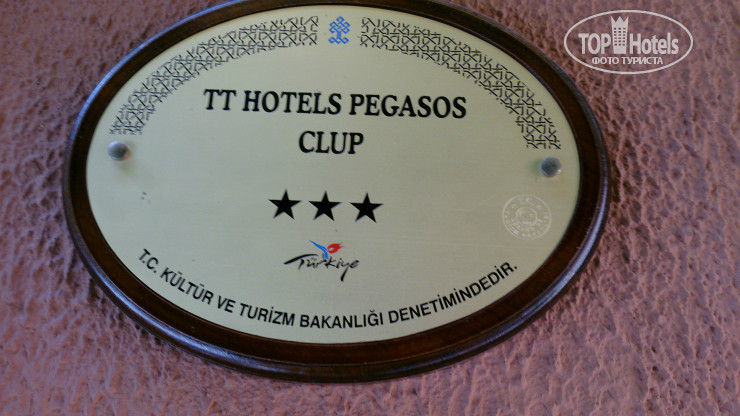 TT HOTELS PEGASOS
CLUP
Türkiye
T.C. KÜLTÜR VE TURİZM BAKANLIĞI DENETİMİNDEDİR.
TOP Hotels
ФОТО ТУРИСТА